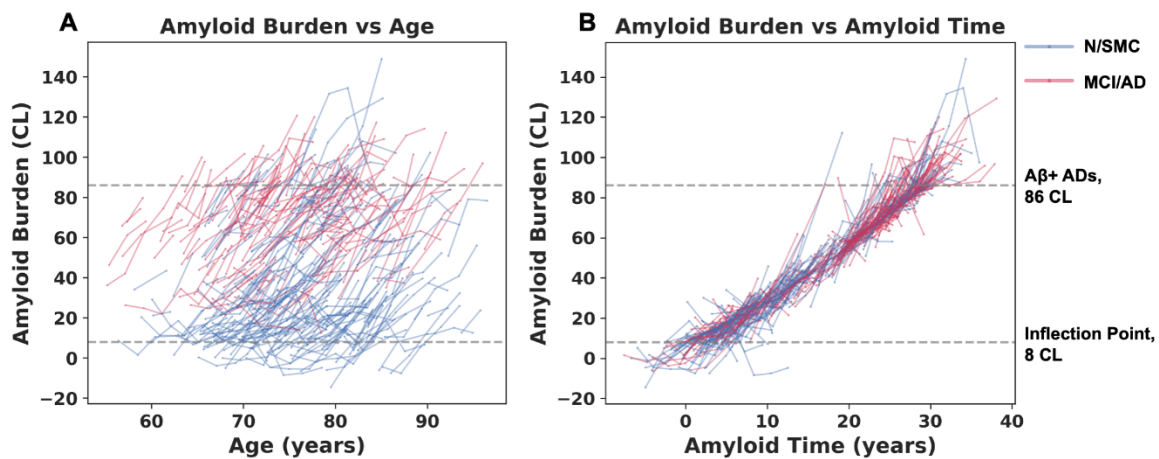 A Amyloid Burden vs Age
Amyloid Burden (CL)
140
120
100
80
60
40
20
0
−20
60 70 80 90
Age (years)
B Amyloid Burden vs Amyloid Time
Amyloid Burden (CL)
140
120
100
80
60
40
20
0
−20
0 10 20 30 40
Amyloid Time (years)
N/SMC
MCI/AD
Aβ+ ADs,
86 CL
Inflection Point,
8 CL